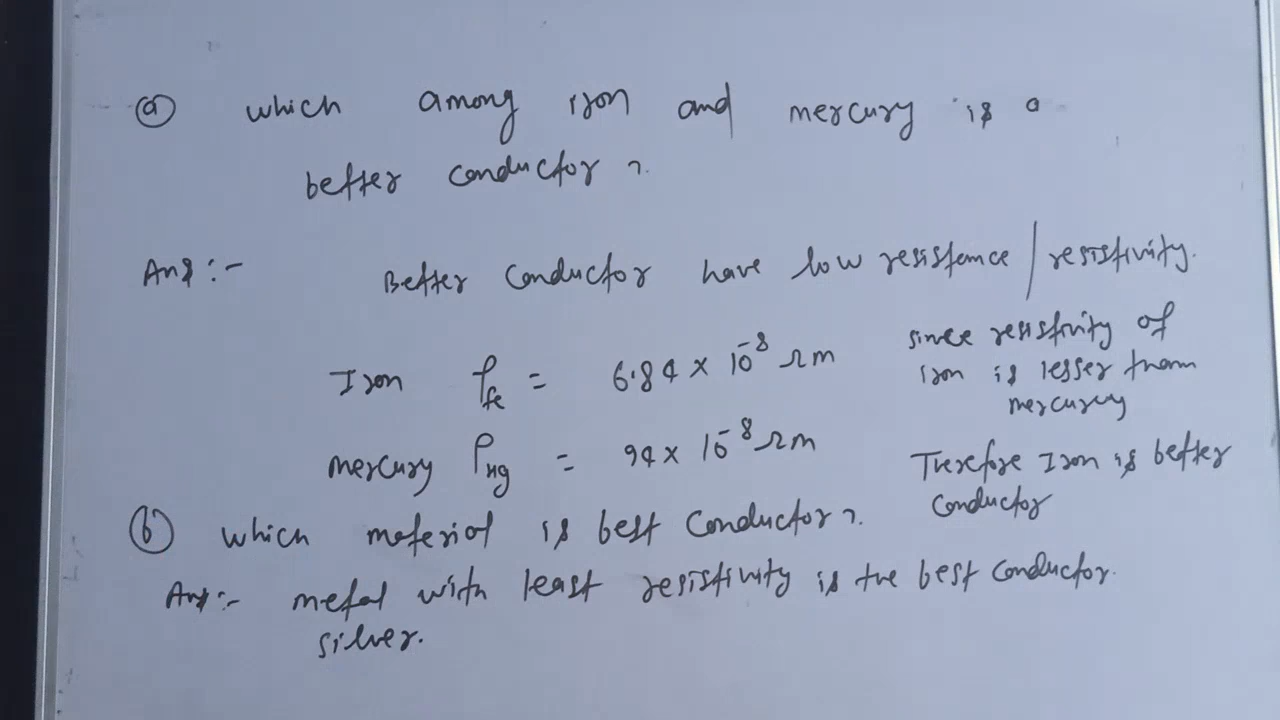 (a) which among iron and mercury is a
better conductor ?.
Ans :- Better Conductor have low resistence / resistivity.
Iron ρfe = 6.84 × 10⁻⁸ Ωm
since resistivity of
iron is lesser than
mercurey
mercury ρHg = 94 × 10⁻⁸ Ωm
Therefore Iron is better
conductor
(b) which material is best Conductor ?.
Ans :- metal with least resistivity is the best conductor.
silver.